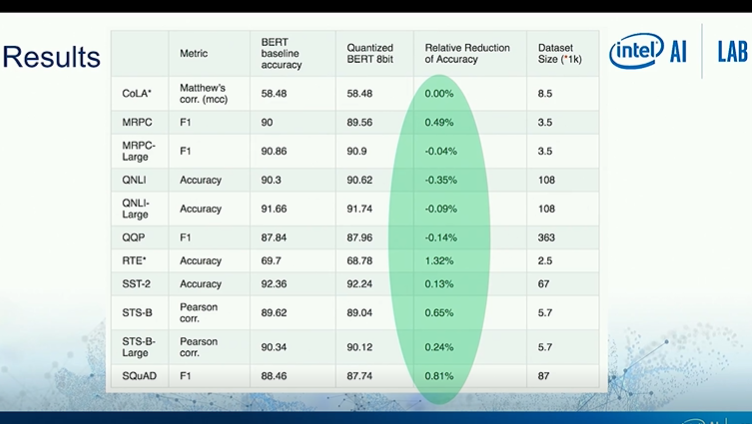 Results
intel AI LAB
Metric BERT baseline accuracy Quantized BERT 8bit Relative Reduction of Accuracy Dataset Size (*1k)
CoLA* Matthew's corr. (mcc) 58.48 58.48 0.00% 8.5
MRPC F1 90 89.56 0.49% 3.5
MRPC-Large F1 90.86 90.9 -0.04% 3.5
QNLI Accuracy 90.3 90.62 -0.35% 108
QNLI-Large Accuracy 91.66 91.74 -0.09% 108
QQP F1 87.84 87.96 -0.14% 363
RTE* Accuracy 69.7 68.78 1.32% 2.5
SST-2 Accuracy 92.36 92.24 0.13% 67
STS-B Pearson corr. 89.62 89.04 0.65% 5.7
STS-B-Large Pearson corr. 90.34 90.12 0.24% 5.7
SQuAD F1 88.46 87.74 0.81% 87